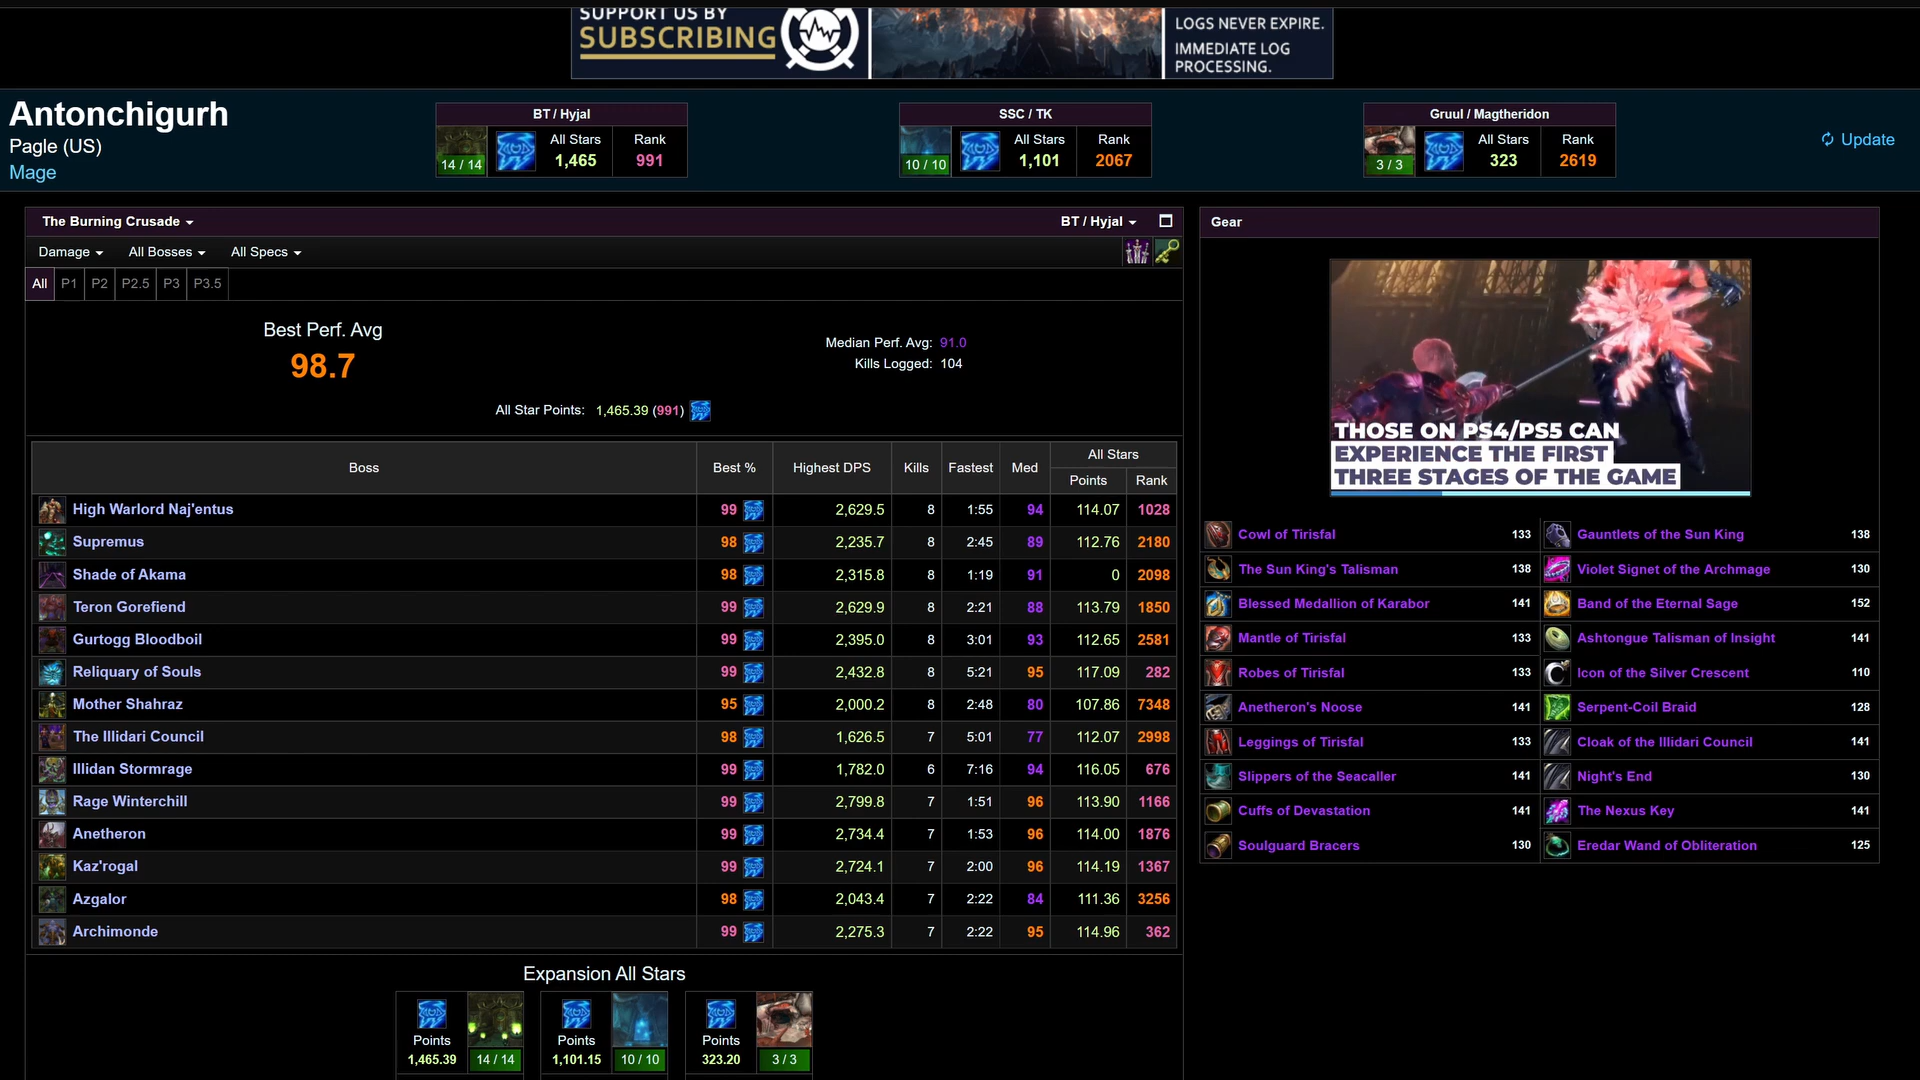 SUPPORT US BY
SUBSCRIBING
LOGS NEVER EXPIRE.
IMMEDIATE LOG
PROCESSING.
Antonchigurh
Pagle (US)
Mage
BT / Hyjal
14 / 14
All Stars
1,465
Rank
991
SSC / TK
10 / 10
All Stars
1,101
Rank
2067
Gruul / Magtheridon
3 / 3
All Stars
323
Rank
2619
Update
The Burning Crusade
BT / Hyjal
Damage All Bosses All Specs
All P1 P2 P2.5 P3 P3.5
Best Perf. Avg
98.7
Median Perf. Avg: 91.0
Kills Logged: 104
All Star Points: 1,465.39 (991)
Boss Best % Highest DPS Kills Fastest Med All Stars
Points Rank
High Warlord Naj'entus 99 2,629.5 8 1:55 94 114.07 1028
Supremus 98 2,235.7 8 2:45 89 112.76 2180
Shade of Akama 98 2,315.8 8 1:19 91 0 2098
Teron Gorefiend 99 2,629.9 8 2:21 88 113.79 1850
Gurtogg Bloodboil 99 2,395.0 8 3:01 93 112.65 2581
Reliquary of Souls 99 2,432.8 8 5:21 95 117.09 282
Mother Shahraz 95 2,000.2 8 2:48 80 107.86 7348
The Illidari Council 98 1,626.5 7 5:01 77 112.07 2998
Illidan Stormrage 99 1,782.0 6 7:16 94 116.05 676
Rage Winterchill 99 2,799.8 7 1:51 96 113.90 1166
Anetheron 99 2,734.4 7 1:53 96 114.00 1876
Kaz'rogal 99 2,724.1 7 2:00 96 114.19 1367
Azgalor 98 2,043.4 7 2:22 84 111.36 3256
Archimonde 99 2,275.3 7 2:22 95 114.96 362
Expansion All Stars
Points
1,465.39
14 / 14
Points
1,101.15
10 / 10
Points
323.20
3 / 3
Gear
THOSE ON PS4/PS5 CAN
EXPERIENCE THE FIRST
THREE STAGES OF THE GAME
Cowl of Tirisfal 133
Gauntlets of the Sun King 138
The Sun King's Talisman 138
Violet Signet of the Archmage 130
Blessed Medallion of Karabor 141
Band of the Eternal Sage 152
Mantle of Tirisfal 133
Ashtongue Talisman of Insight 141
Robes of Tirisfal 133
Icon of the Silver Crescent 110
Anetheron's Noose 141
Serpent-Coil Braid 128
Leggings of Tirisfal 133
Cloak of the Illidari Council 141
Slippers of the Seacaller 141
Night's End 130
Cuffs of Devastation 141
The Nexus Key 141
Soulguard Bracers 130
Eredar Wand of Obliteration 125